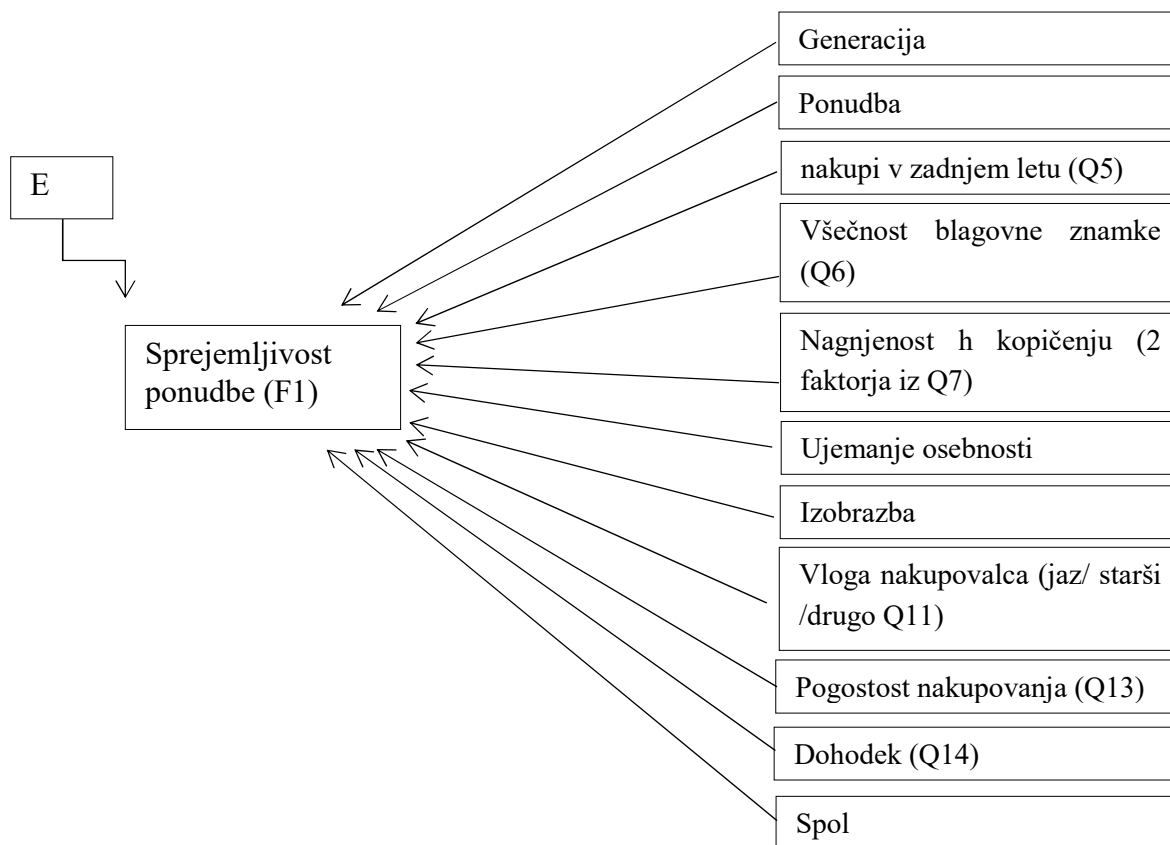 Generacija
Ponudba
nakupi v zadnjem letu (Q5)
E
Všečnost blagovne znamke
(Q6)
Nagnjenost h kopičenju (2
faktorja iz Q7)
Sprejemljivost
ponudbe (F1)
Ujemanje osebnosti
Izobrazba
Vloga nakupovalca (jaz/ starši
/drugo Q11)
Pogostost nakupovanja (Q13)
Dohodek (Q14)
Spol